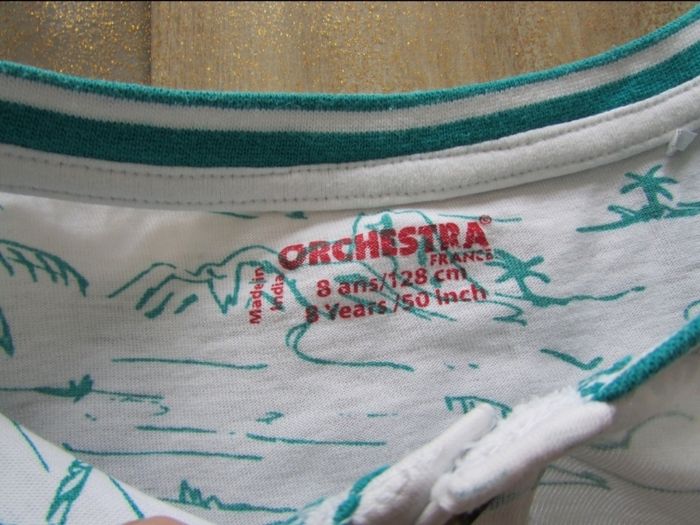 ORCHESTRA®
FRANCE
8 ans/128 cm
8 Years/50 Inch
Made in
India